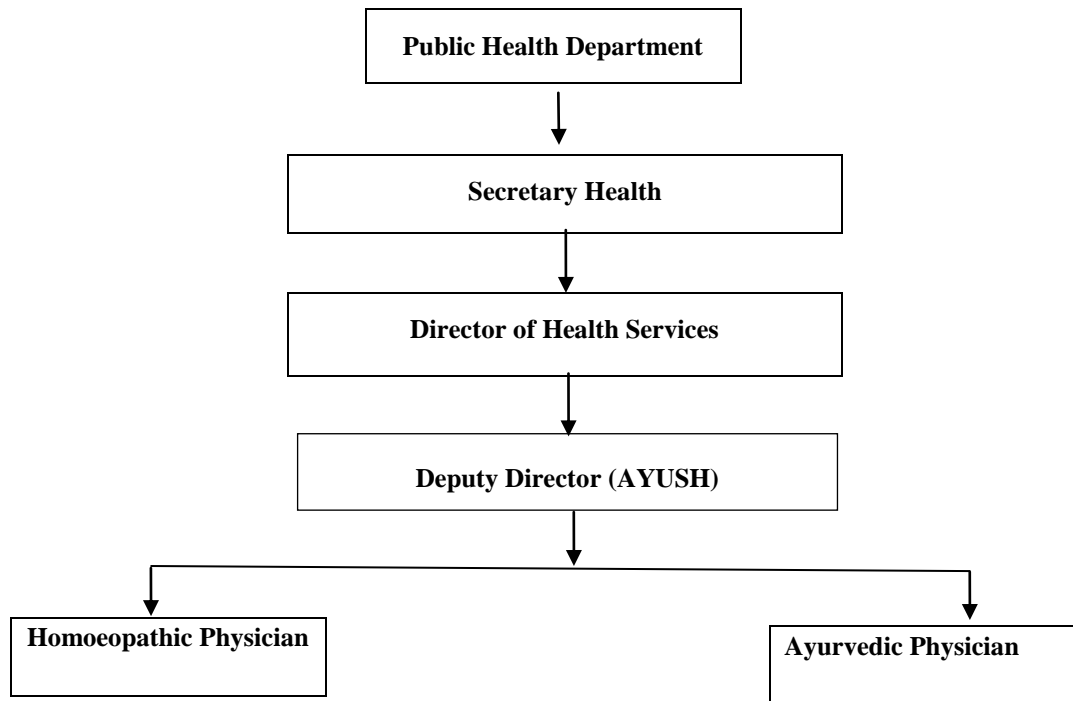 Public Health Department
Secretary Health
Director of Health Services
Deputy Director (AYUSH)
Homoeopathic Physician
Ayurvedic Physician